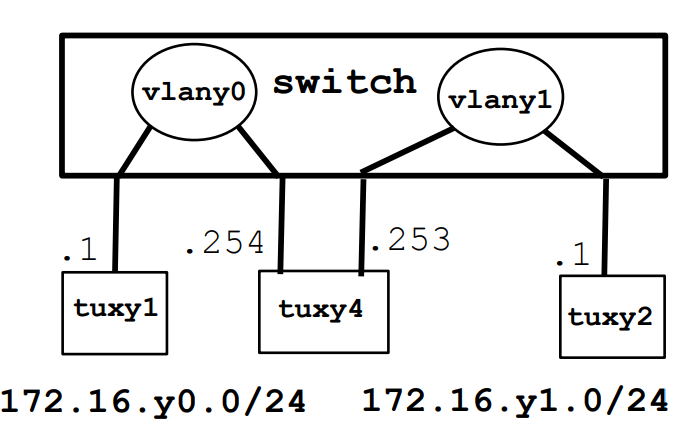 vlany0 switch vlany1
.1 .254 .253 .1
tuxy1 tuxy4 tuxy2
172.16.y0.0/24 172.16.y1.0/24